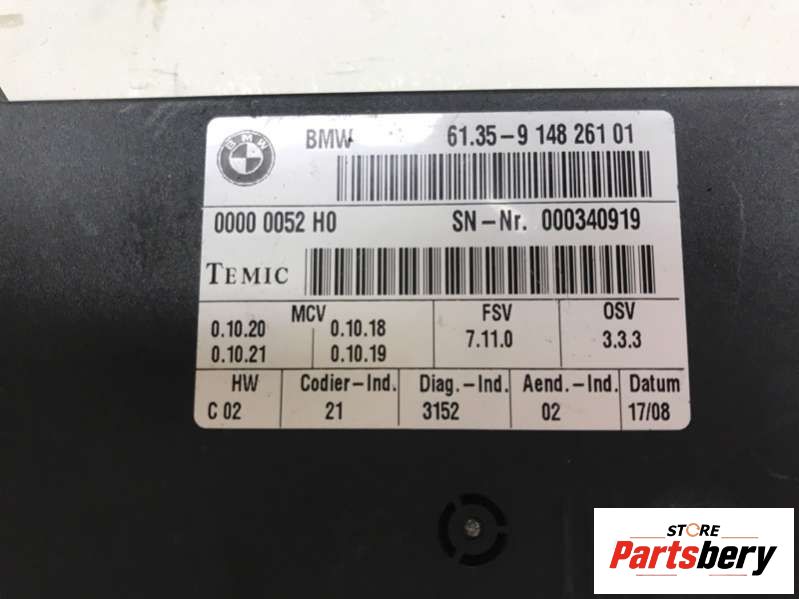 BMW
BMW 61.35-9 148 261 01
0000 0052 H0 SN-Nr. 000340919
TEMIC
MCV FSV OSV
0.10.20 0.10.18 7.11.0 3.3.3
0.10.21 0.10.19
HW Codier-Ind. Diag.-Ind. Aend.-Ind. Datum
C 02 21 3152 02 17/08
STORE
Partsbery